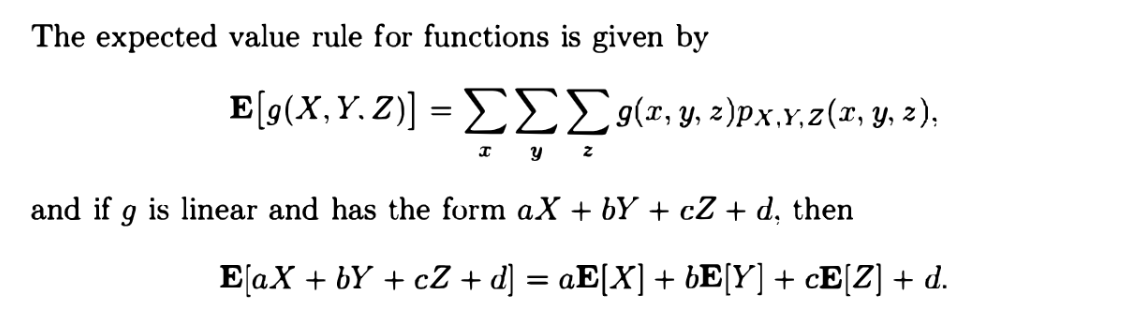 The expected value rule for functions is given by
E[g(X, Y. Z)] = ∑∑∑ g(x, y, z)p_{X,Y,Z}(x, y, z),
x y z
and if g is linear and has the form aX + bY + cZ + d, then
E[aX + bY + cZ + d] = aE[X] + bE[Y] + cE[Z] + d.